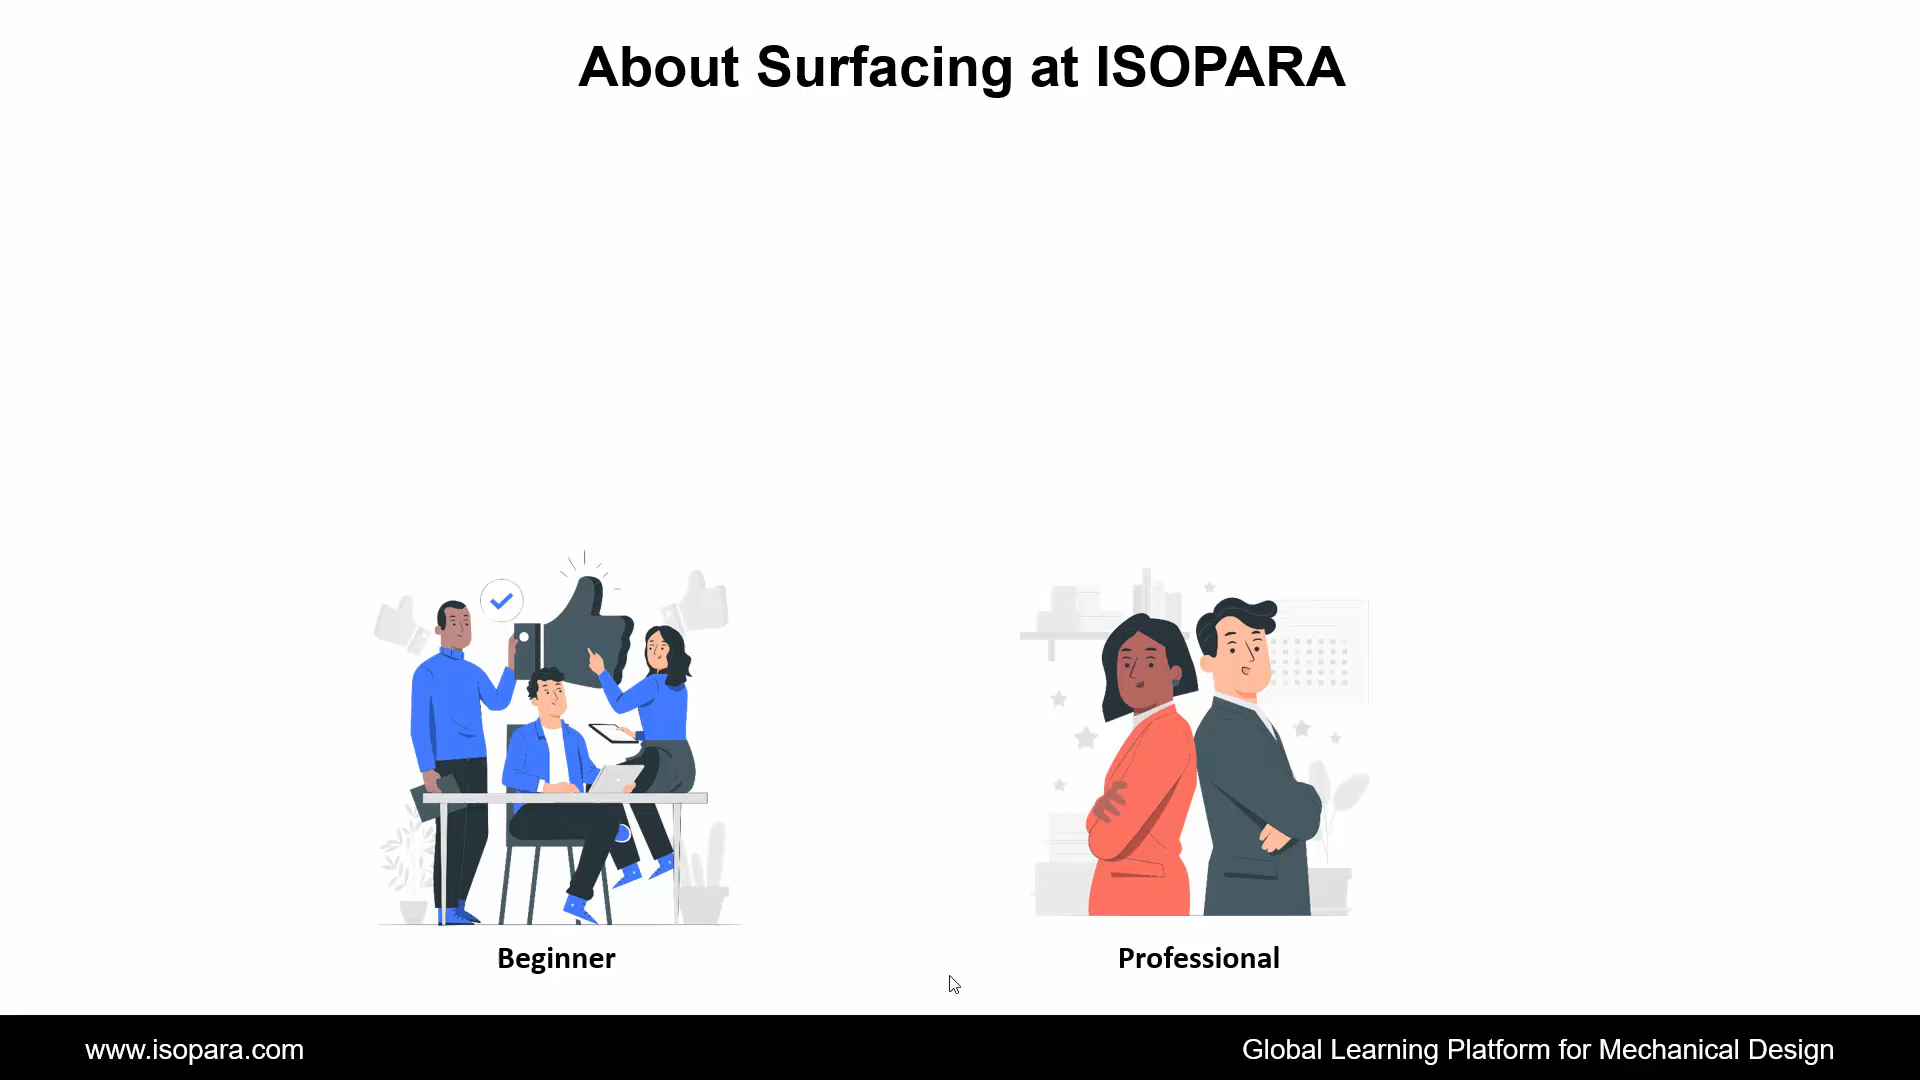 About Surfacing at ISOPARA
Beginner
Professional
www.isopara.com
Global Learning Platform for Mechanical Design